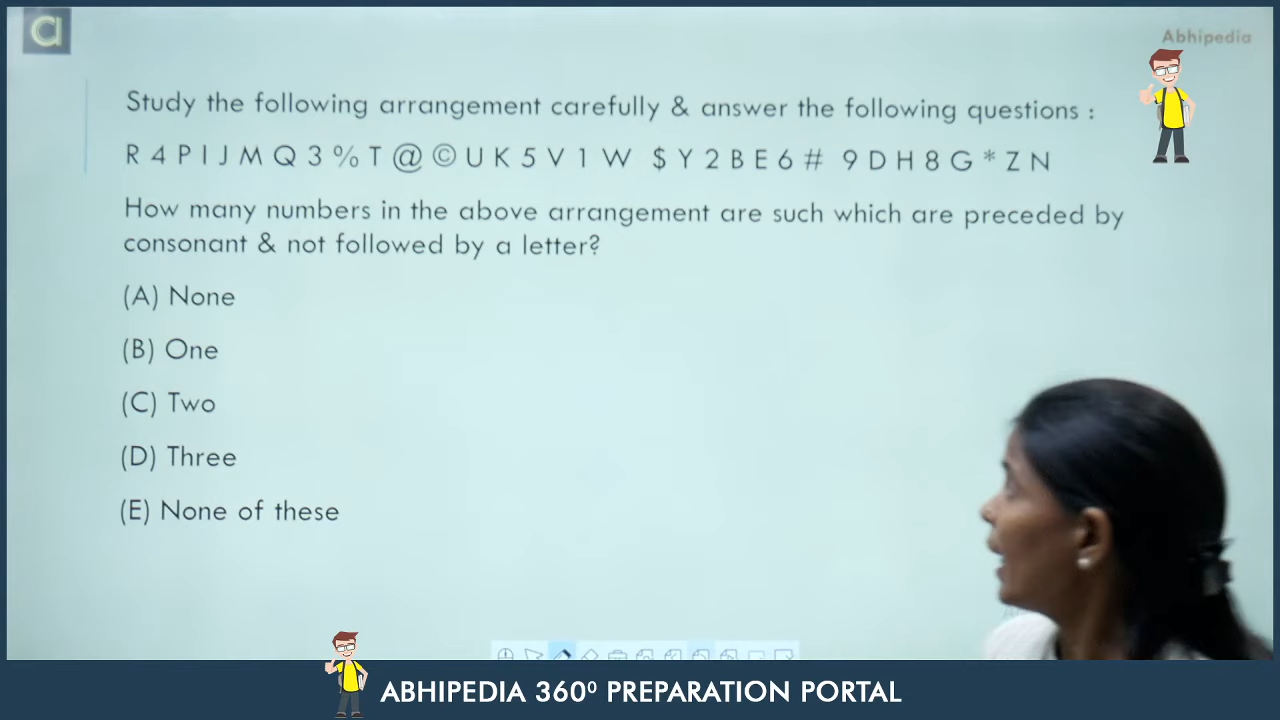 a
Abhipedia
Study the following arrangement carefully & answer the following questions :
R 4 P I J M Q 3 % T @ © U K 5 V 1 W $ Y 2 B E 6 # 9 D H 8 G * Z N
How many numbers in the above arrangement are such which are preceded by
consonant & not followed by a letter?
(A) None
(B) One
(C) Two
(D) Three
(E) None of these
ABHIPEDIA 360⁰ PREPARATION PORTAL